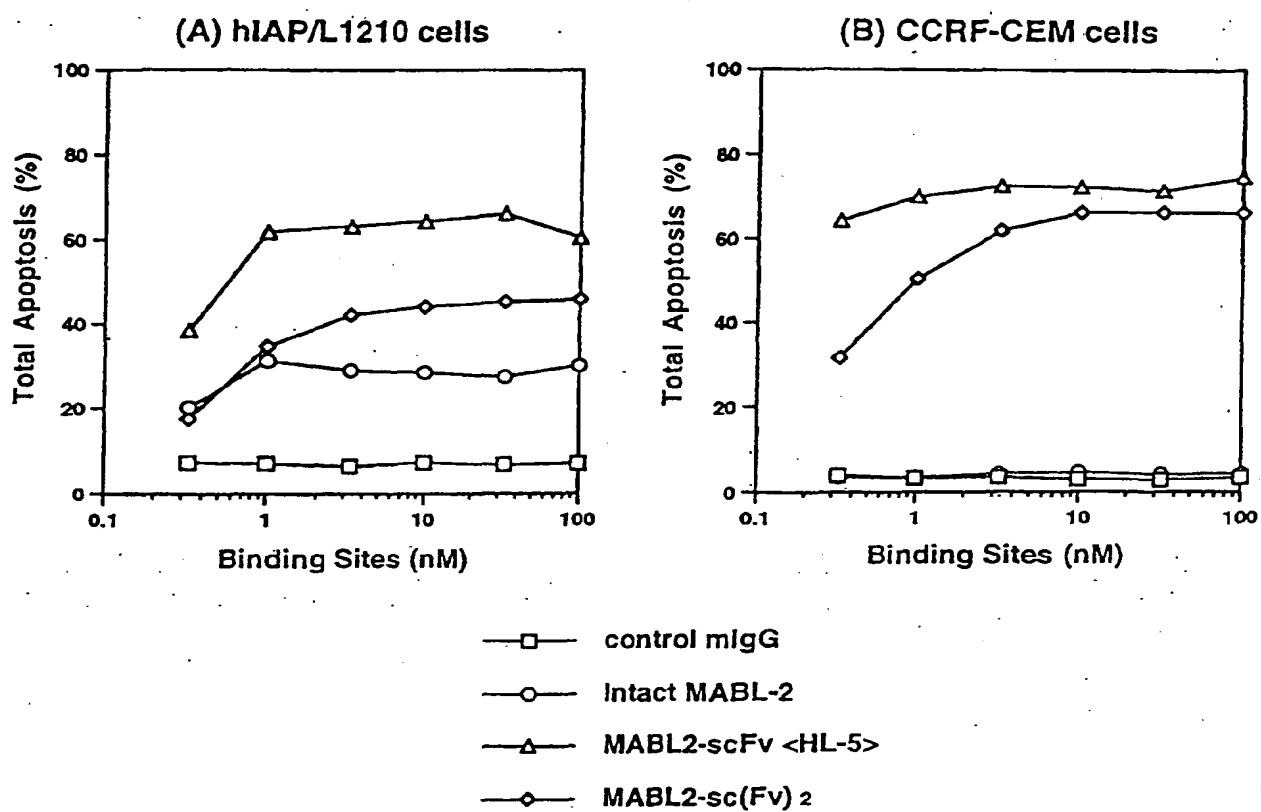 (A) hIAP/L1210 cells
Total Apoptosis (%)
100
80
60
40
20
0
0.1
1
10
100
Binding Sites (nM)
(B) CCRF-CEM cells
Total Apoptosis (%)
100
80
60
40
20
0
0.1
1
10
100
Binding Sites (nM)
control mIgG
Intact MABL-2
MABL2-scFv <HL-5>
MABL2-sc(Fv) 2